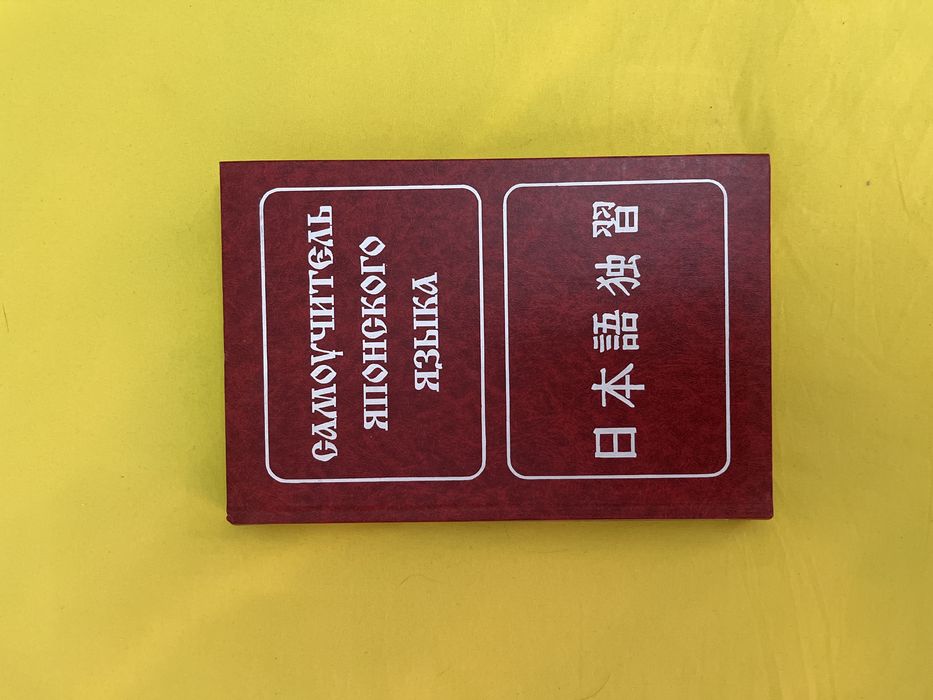 САМОУЧИТЕЛЬ
ЯПОНСКОГО
ЯЗЫКА
日本語独習